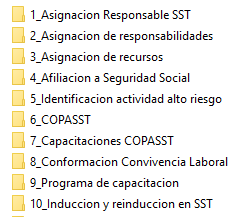 1_Asignacion Responsable SST
2_Asignacion de responsabilidades
3_Asignacion de recursos
4_Afiliacion a Seguridad Social
5_Identificacion actividad alto riesgo
6_COPASST
7_Capacitaciones COPASST
8_Conformacion Convivencia Laboral
9_Programa de capacitacion
10_Induccion y reinduccion en SST